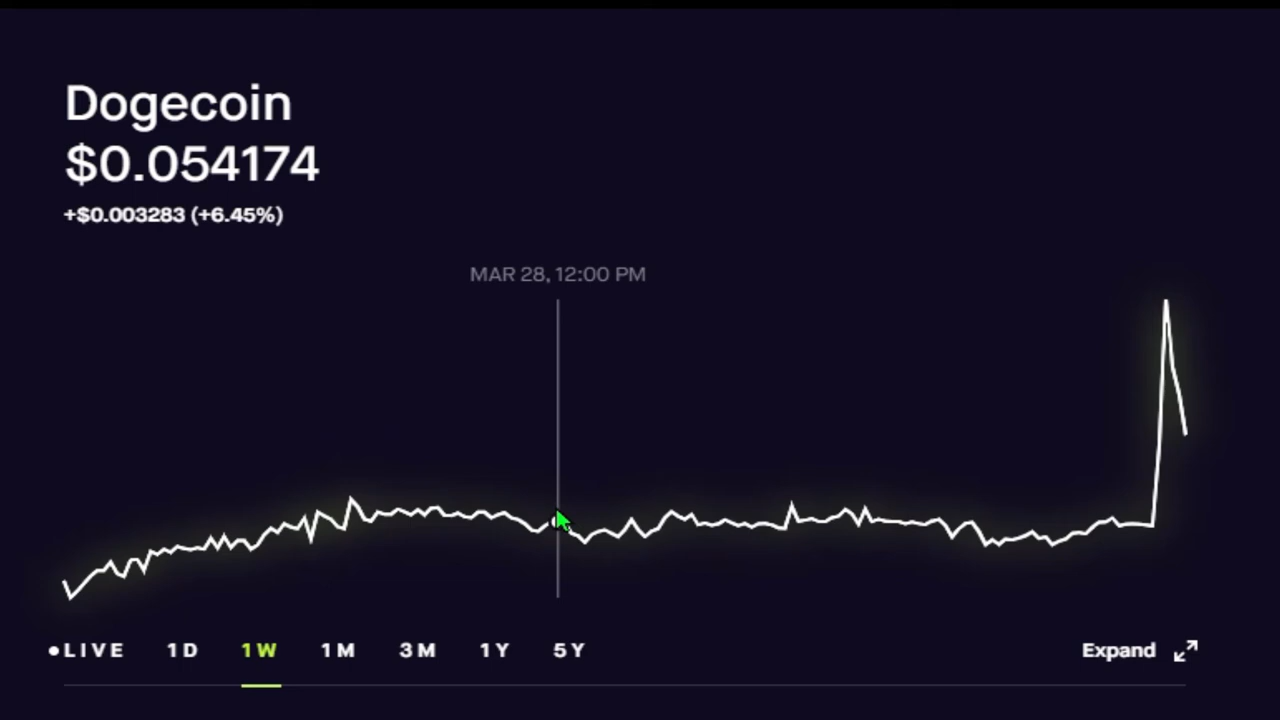 Dogecoin
$0.054174
+$0.003283 (+6.45%)
MAR 28, 12:00 PM
LIVE 1D 1W 1M 3M 1Y 5Y Expand